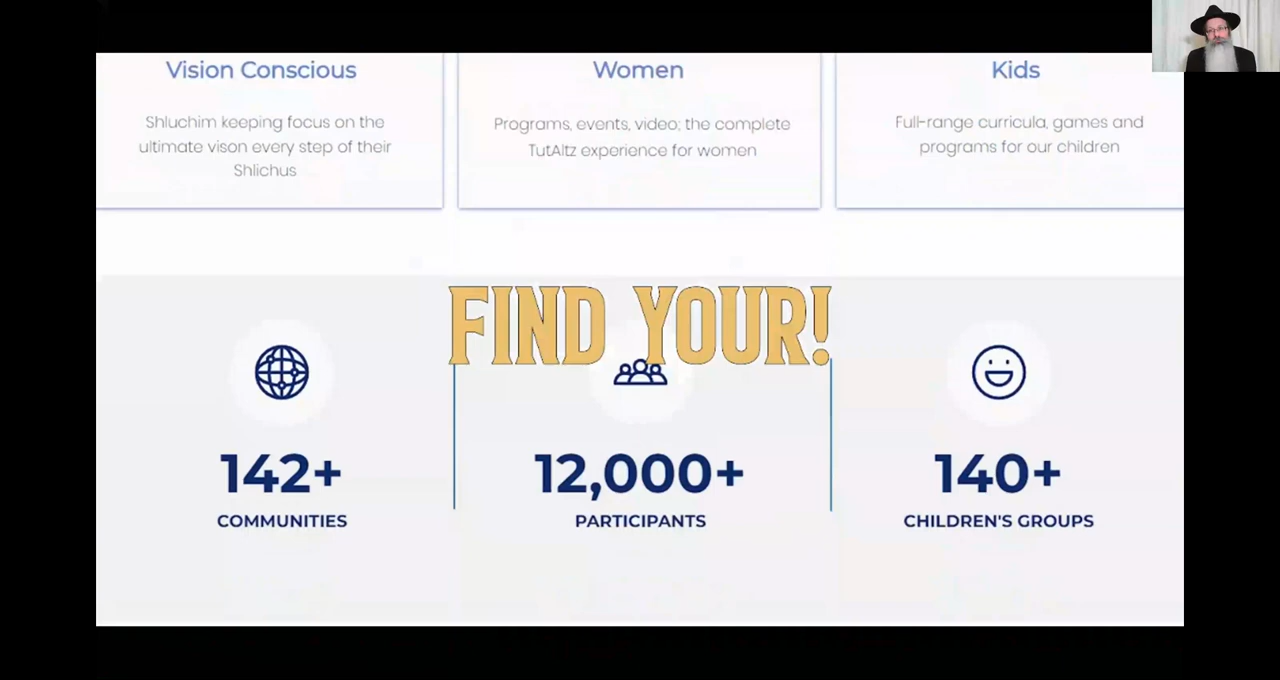 Vision Conscious
Shluchim keeping focus on the
ultimate vison every step of their
Shlichus
Women
Programs, events, video; the complete
TutAltz experience for women
Kids
Full-range curricula, games and
programs for our children
FIND YOUR!
142+
COMMUNITIES
12,000+
PARTICIPANTS
140+
CHILDREN'S GROUPS